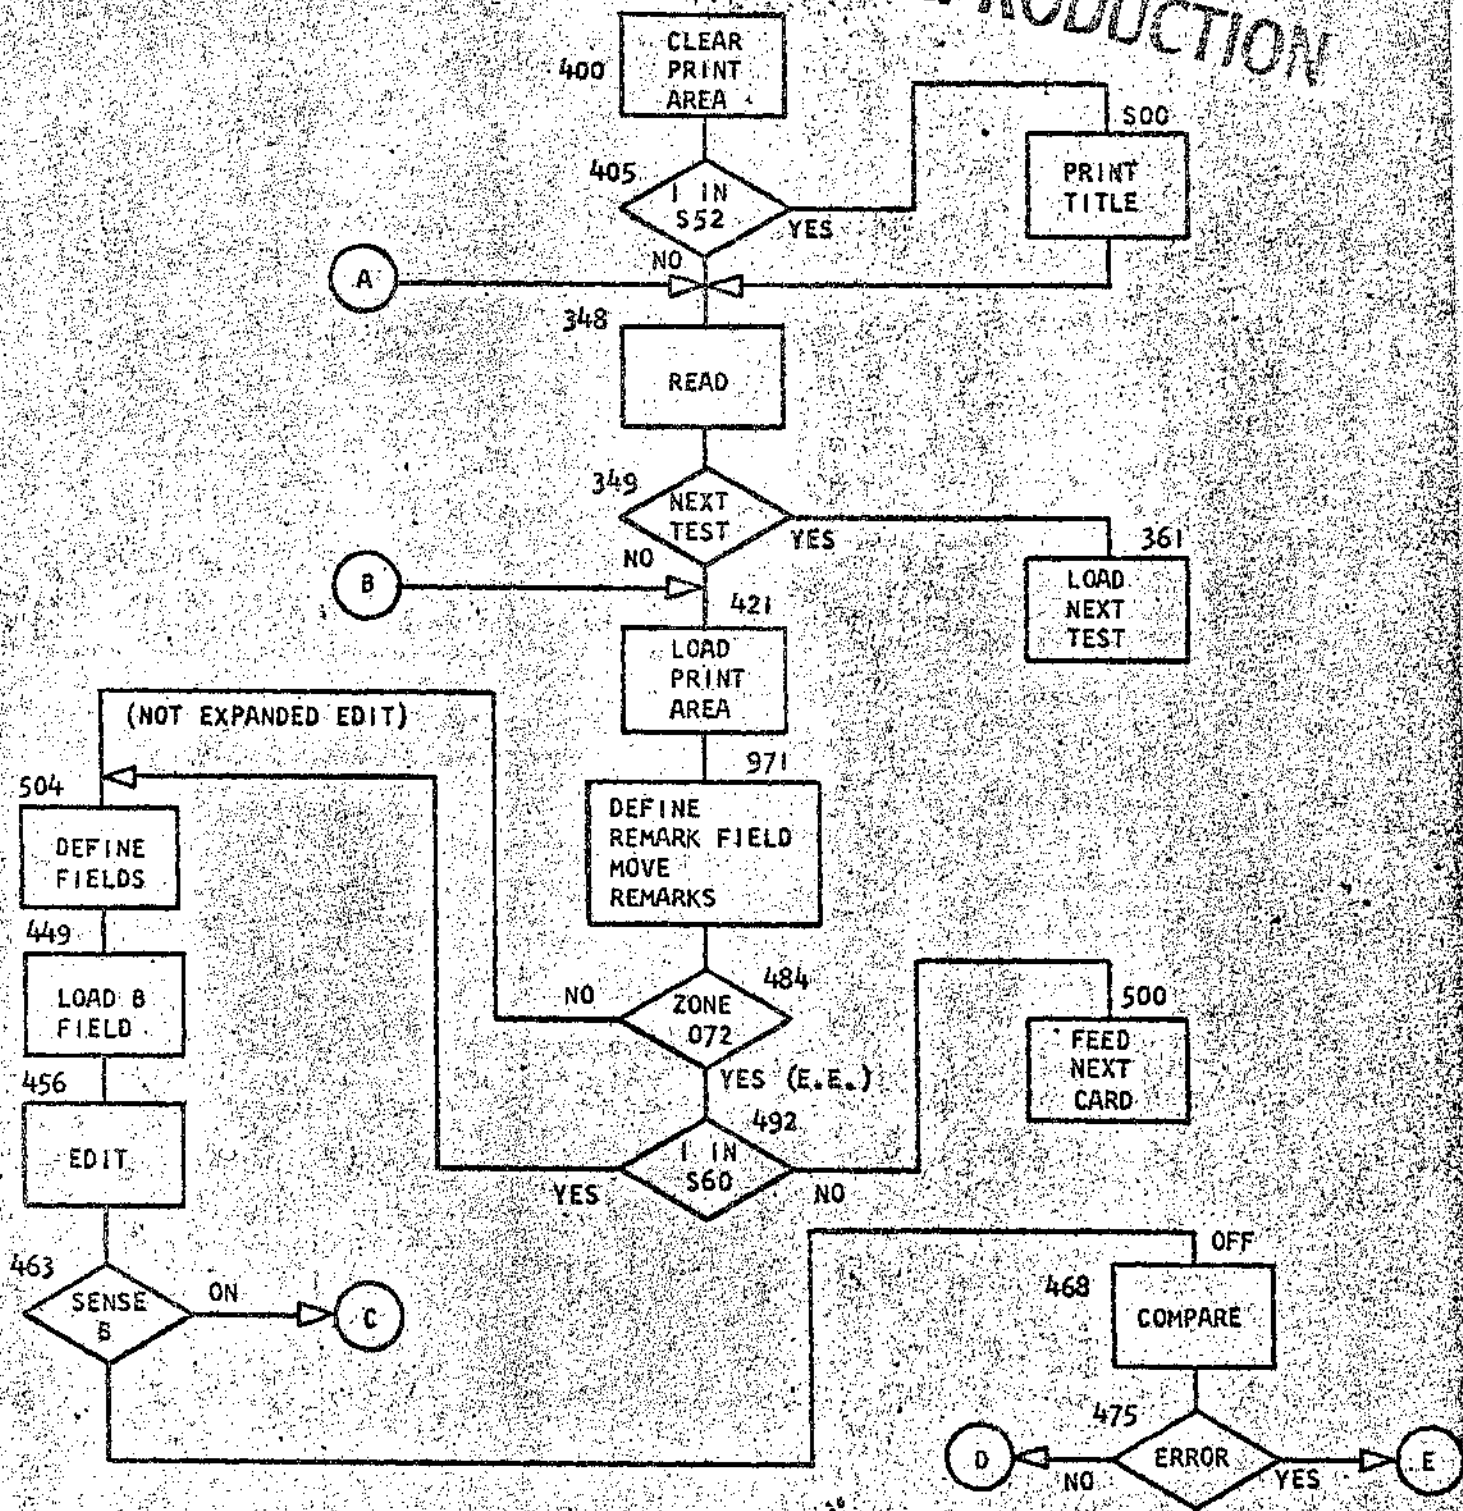 PRODUCTION
400
CLEAR
PRINT
AREA
405
I IN
S52
YES
NO
500
PRINT
TITLE
A
348
READ
349
NEXT
TEST
YES
NO
361
LOAD
NEXT
TEST
B
421
LOAD
PRINT
AREA
(NOT EXPANDED EDIT)
971
DEFINE
REMARK FIELD
MOVE
REMARKS
504
DEFINE
FIELDS
449
LOAD B
FIELD
456
EDIT
484
ZONE
072
NO
YES (E.E.)
492
I IN
S60
YES
NO
500
FEED
NEXT
CARD
463
SENSE
B
ON
C
OFF
468
COMPARE
475
ERROR
NO
YES
D
E